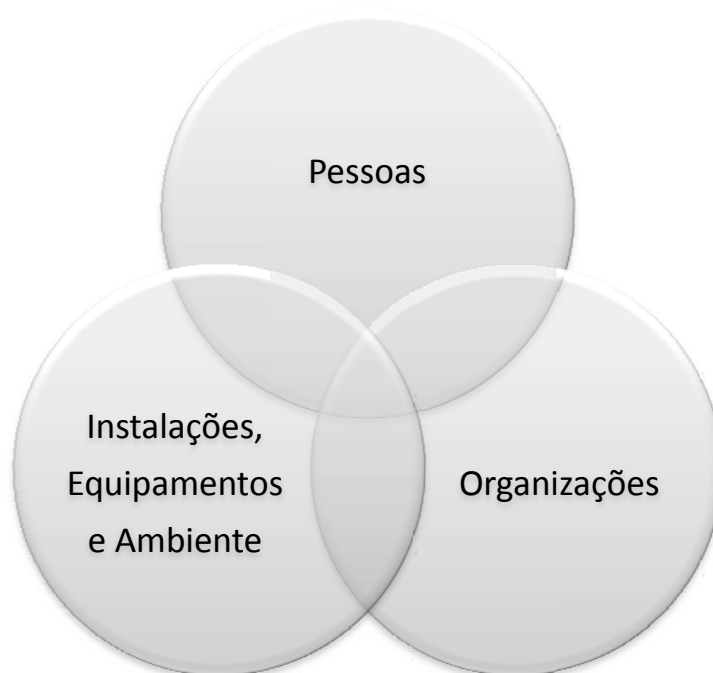 Pessoas
Instalações,
Equipamentos
e Ambiente
Organizações